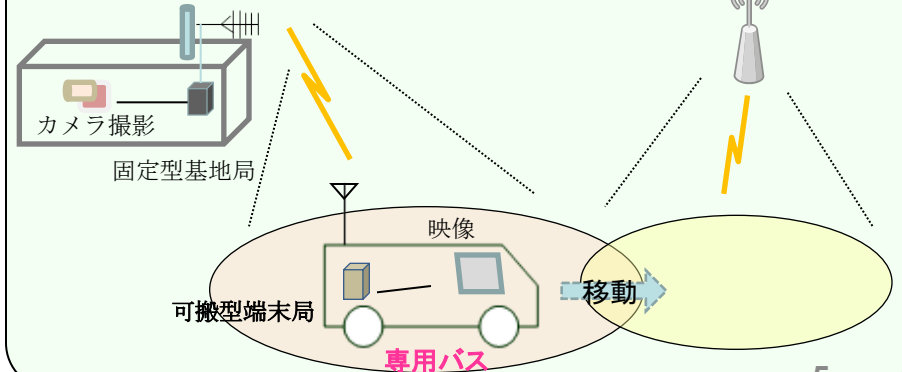 カメラ撮影
固定型基地局
映像
可搬型端末局
移動
専用バス